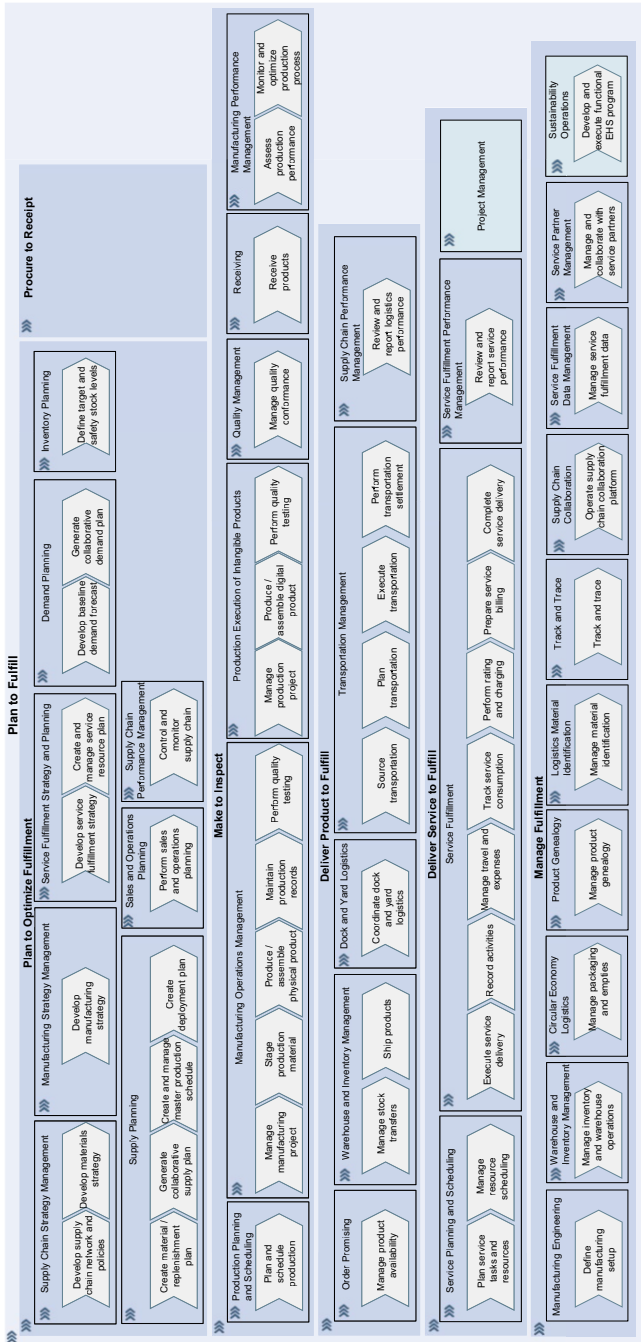 Plan to Fulfill
Plan to Optimize Fulfillment
Supply Chain Strategy Management
Develop supply
chain network and
policies
Develop materials
strategy
Manufacturing Strategy Management
Develop
manufacturing
strategy
Service Fulfillment Strategy and Planning
Develop service
fulfillment strategy
Create and
manage service
resource plan
Demand Planning
Develop baseline
demand forecast
Generate
collaborative
demand plan
Inventory Planning
Define target and
safety stock levels
Supply Planning
Create material /
replenishment
plan
Generate
collaborative
supply plan
Create and manage
master production
schedule
Create
deployment plan
Sales and Operations
Planning
Perform sales
and operations
planning
Supply Chain
Performance Management
Control and
monitor
supply chain
Procure to Receipt
Make to Inspect
Production Planning
and Scheduling
Plan and
schedule
production
Manufacturing Operations Management
Manage
manufacturing
project
Stage
production
material
Produce /
assemble
physical product
Maintain
production
records
Perform quality
testing
Production Execution of Intangible Products
Manage
production
project
Produce /
assemble digital
product
Perform quality
testing
Quality Management
Manage quality
conformance
Receiving
Receive
products
Manufacturing Performance
Management
Assess
production
performance
Monitor and
optimize
production
process
Deliver Product to Fulfill
Order Promising
Manage product
availability
Warehouse and Inventory Management
Manage stock
transfers
Ship products
Dock and Yard Logistics
Coordinate dock
and yard
logistics
Transportation Management
Source
transportation
Plan
transportation
Execute
transportation
Perform
transportation
settlement
Supply Chain Performance
Management
Review and
report logistics
performance
Deliver Service to Fulfill
Service Planning and Scheduling
Plan service
tasks and
resources
Manage
resource
scheduling
Service Fulfillment
Execute service
delivery
Record activities
Manage travel and
expenses
Track service
consumption
Perform rating
and charging
Prepare service
billing
Complete
service delivery
Service Fulfillment Performance
Management
Review and
report service
performance
Project Management
Manage Fulfillment
Manufacturing Engineering
Define
manufacturing
setup
Warehouse and
Inventory Management
Manage inventory
and warehouse
operations
Circular Economy
Logistics
Manage packaging
and empties
Product Genealogy
Manage product
genealogy
Logistics Material
Identification
Manage material
identification
Track and Trace
Track and trace
Supply Chain
Collaboration
Operate supply
chain collaboration
platform
Service Fulfillment
Data Management
Manage service
fulfillment data
Service Partner
Management
Manage and
collaborate with
service partners
Sustainability
Operations
Develop and
execute functional
EHS program